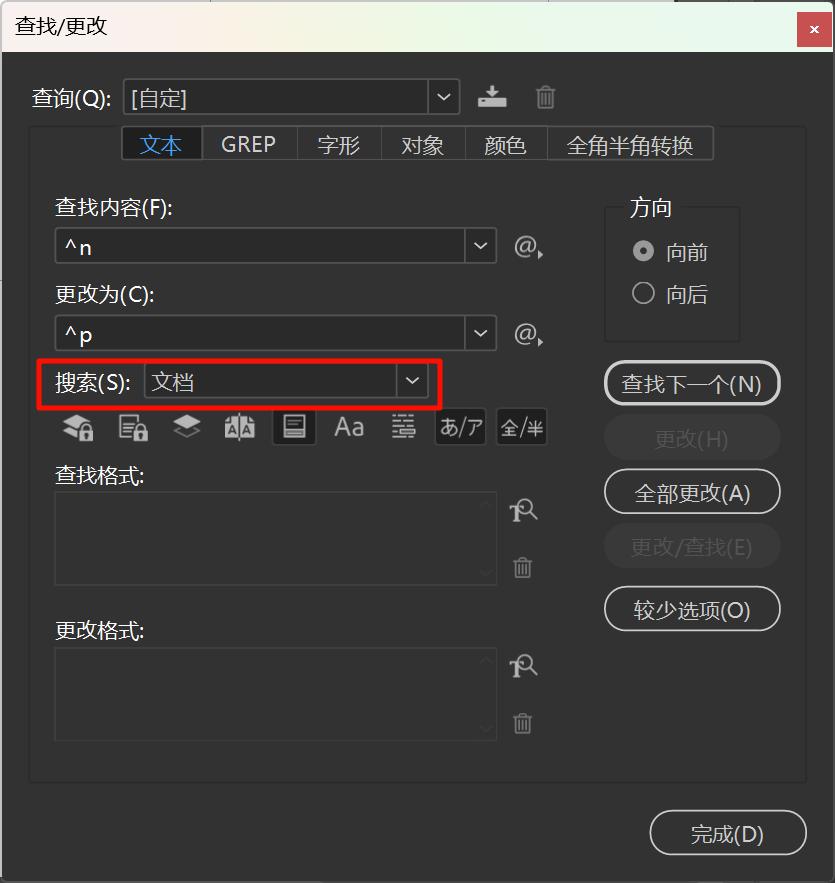 查找/更改
查询(Q): [自定]
文本 GREP 字形 对象 颜色 全角半角转换
查找内容(F):
^n
@
更改为(C):
^p
@
搜索(S): 文档
Aa あ/ア 全/半
查找格式:
更改格式:
方向
向前
向后
查找下一个(N)
更改(H)
全部更改(A)
更改/查找(E)
较少选项(O)
完成(D)